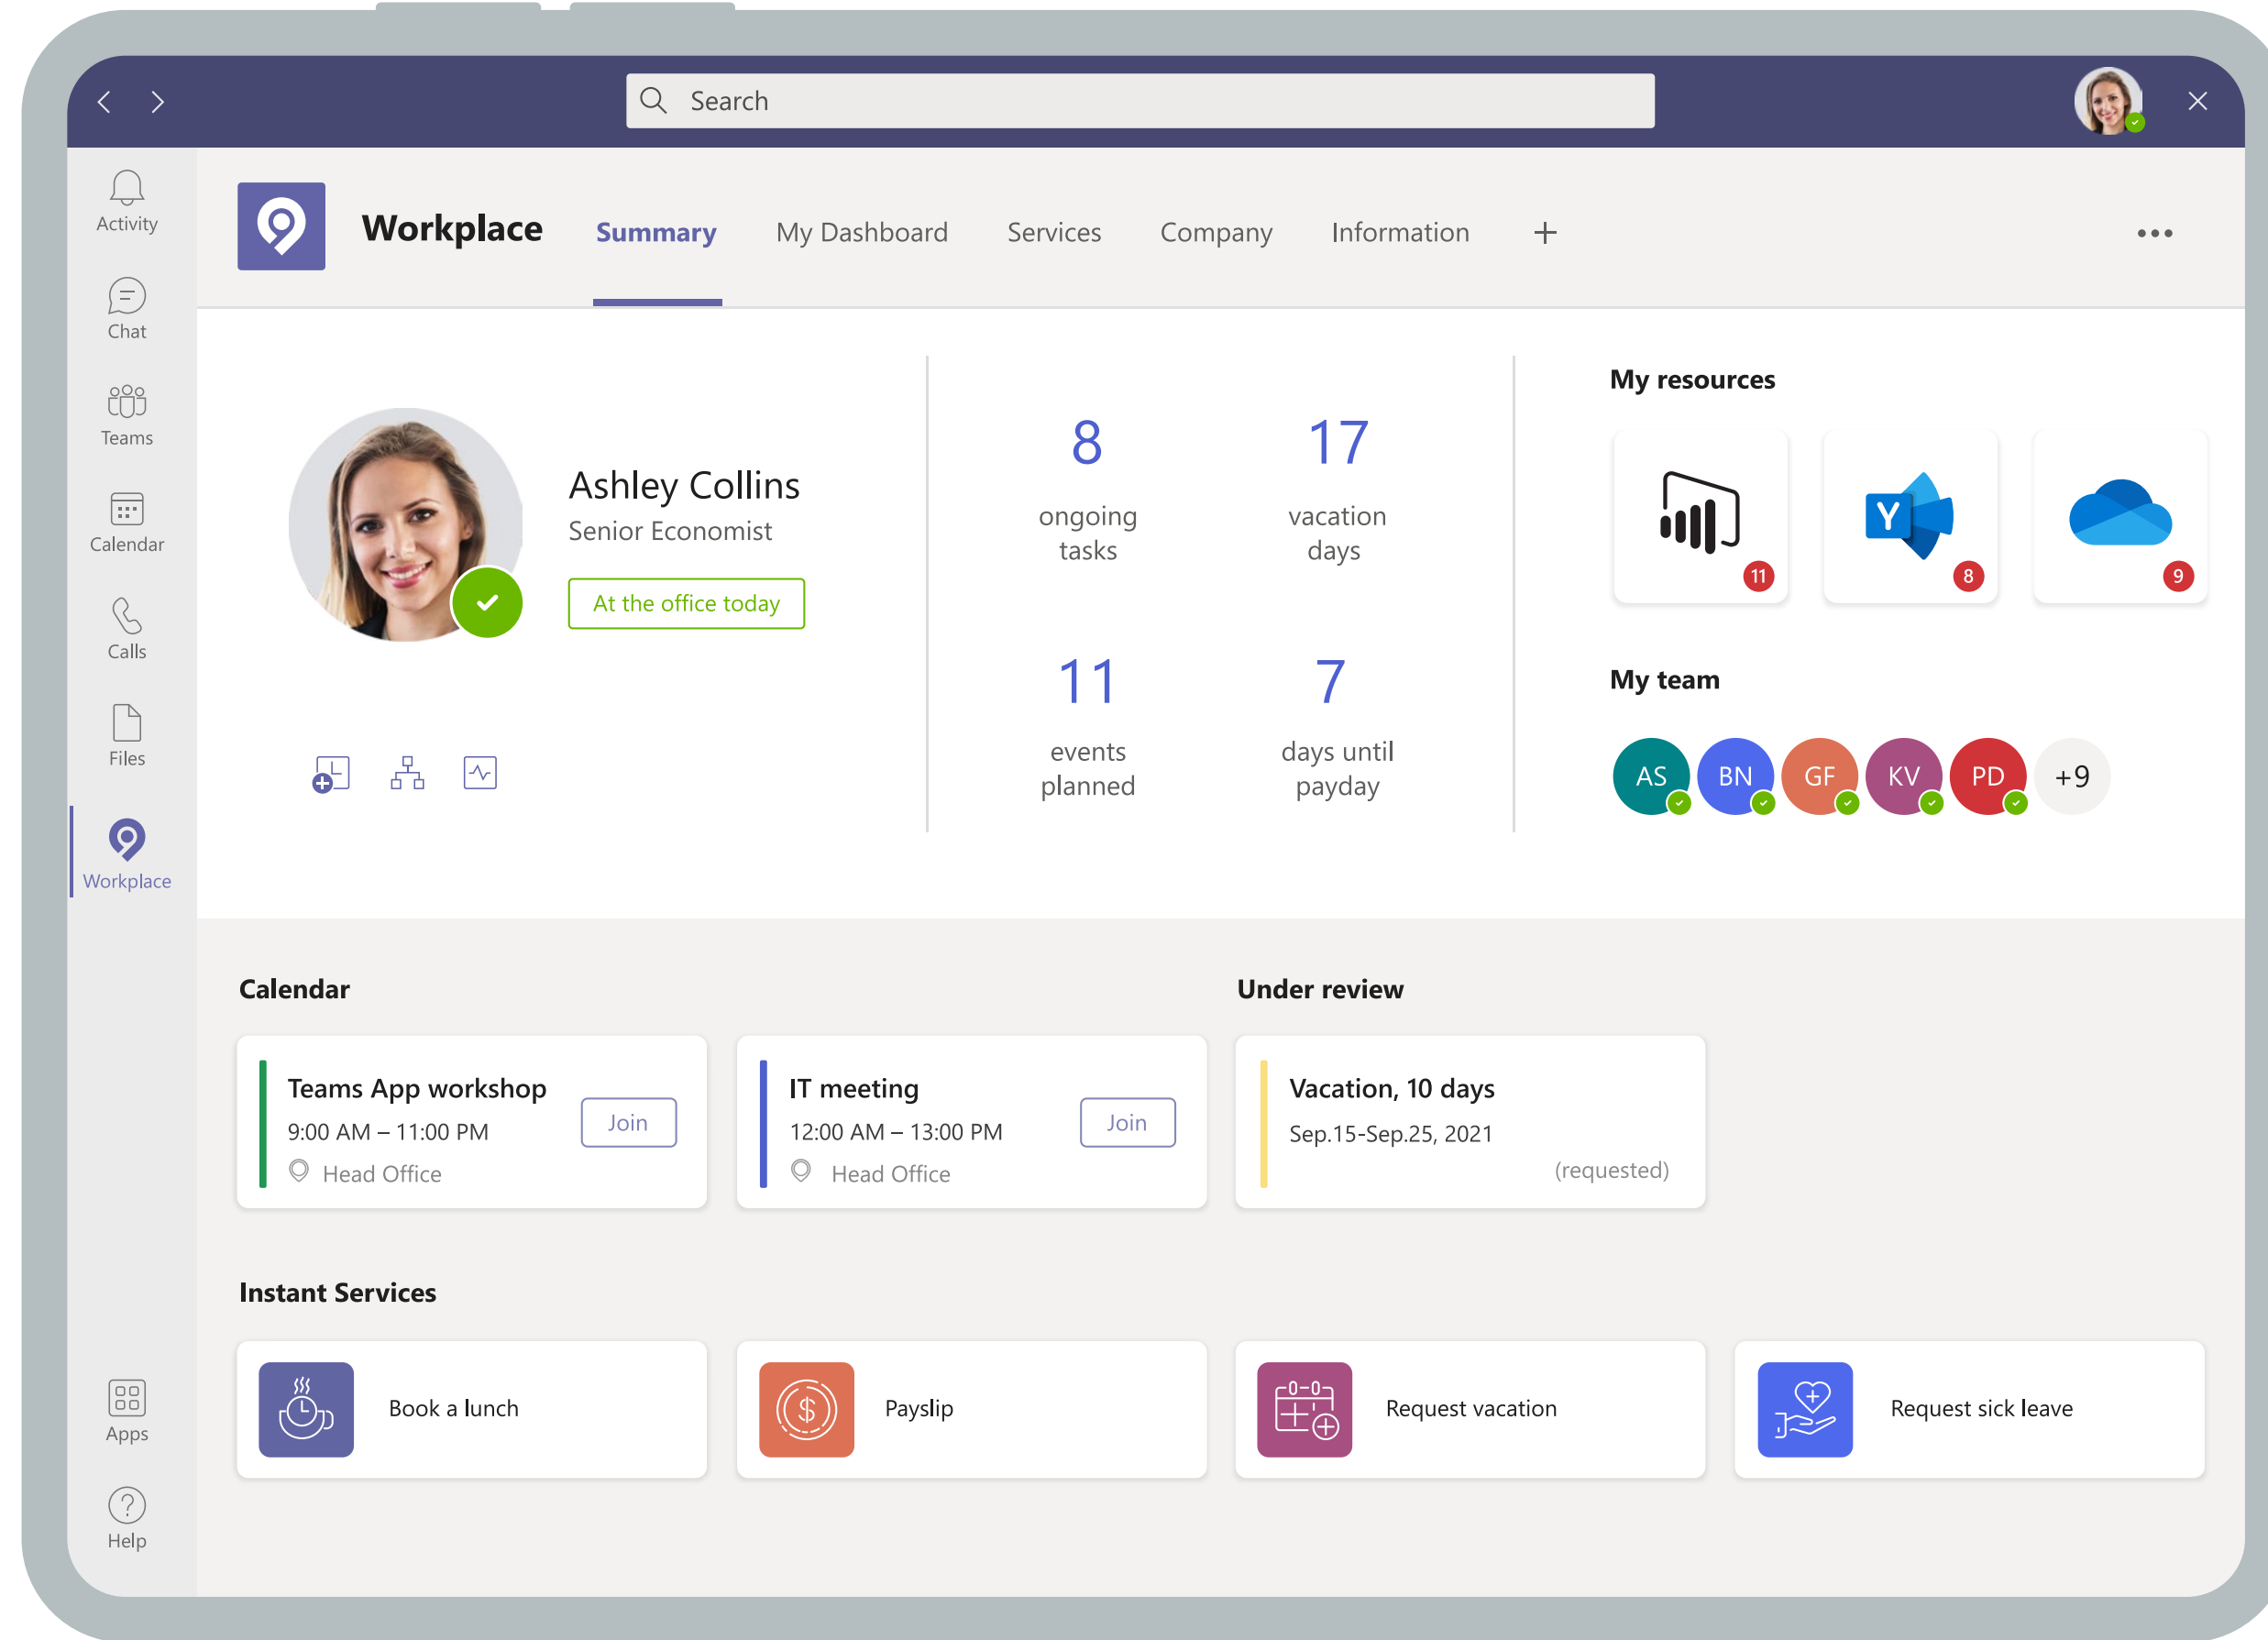 Search
Activity
Chat
Teams
Calendar
Calls
Files
Workplace
Apps
Help
Workplace
Summary
My Dashboard
Services
Company
Information
Ashley Collins
Senior Economist
At the office today
8
ongoing
tasks
17
vacation
days
11
events
planned
7
days until
payday
My resources
11
Y
8
9
My team
AS
BN
GF
KV
PD
+9
Calendar
Teams App workshop
9:00 AM – 11:00 PM
Head Office
Join
IT meeting
12:00 AM – 13:00 PM
Head Office
Join
Under review
Vacation, 10 days
Sep.15-Sep.25, 2021
(requested)
Instant Services
Book a lunch
$
Payslip
Request vacation
Request sick leave